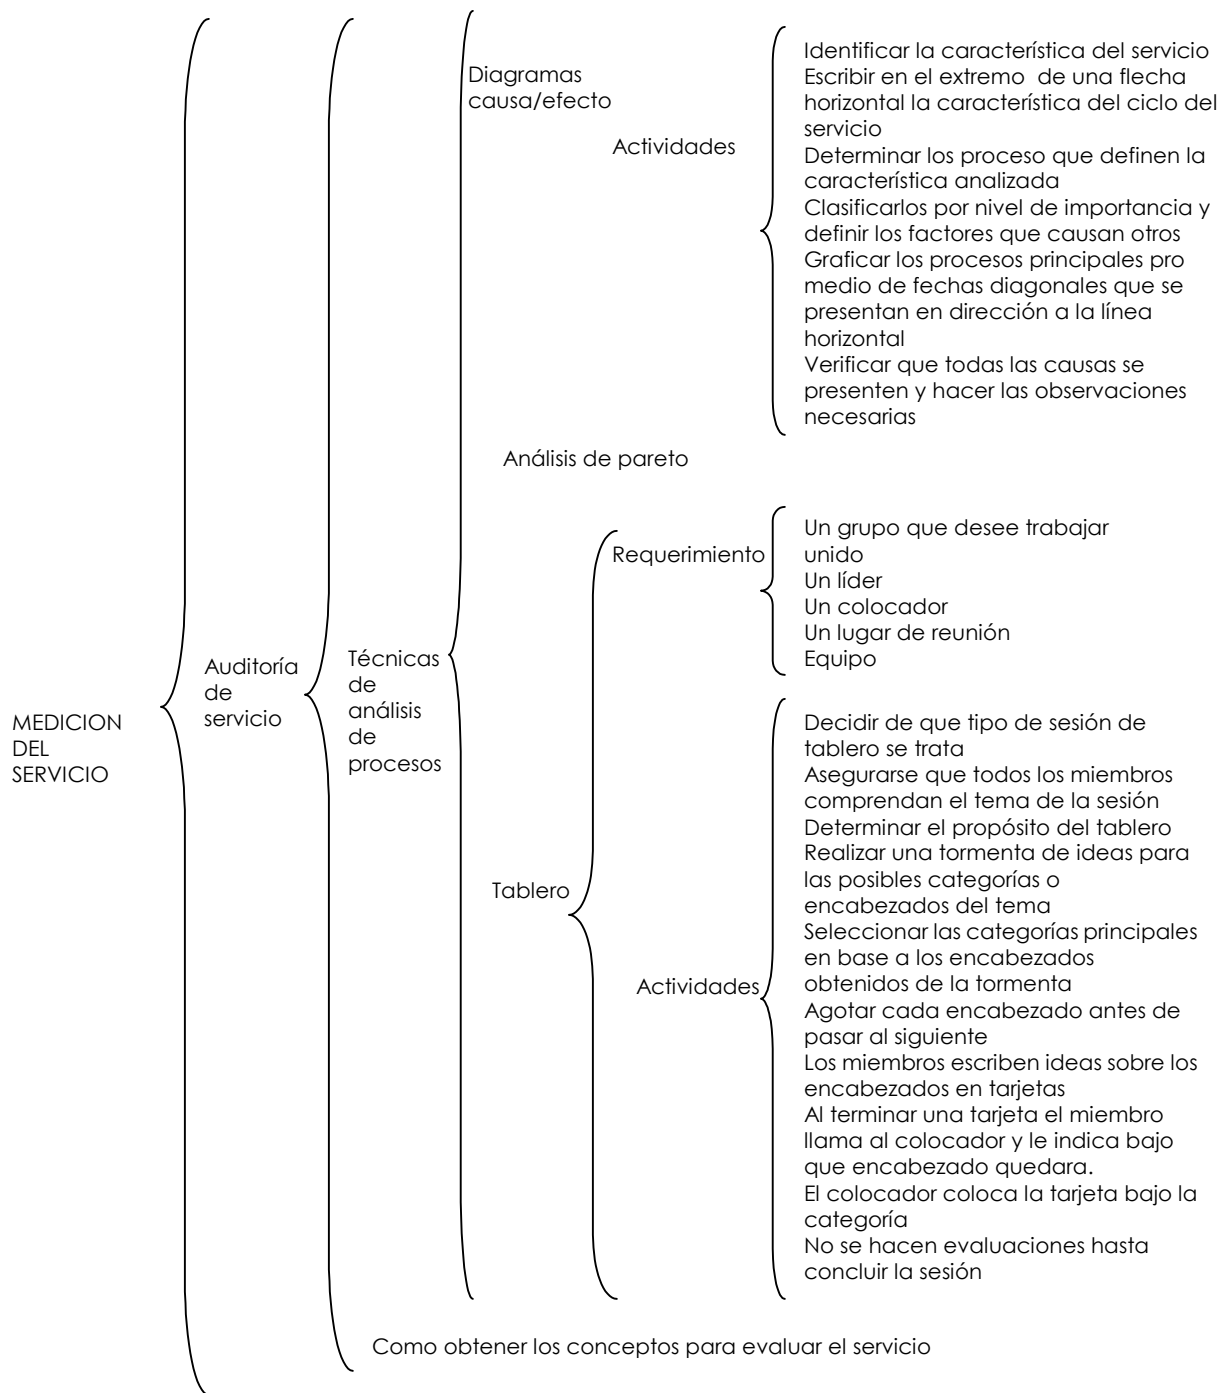 MEDICION
DEL
SERVICIO
Auditoría
de
servicio
Técnicas
de
análisis
de
procesos
Diagramas
causa/efecto
Actividades
Identificar la característica del servicio
Escribir en el extremo de una flecha
horizontal la característica del ciclo del
servicio
Determinar los proceso que definen la
característica analizada
Clasificarlos por nivel de importancia y
definir los factores que causan otros
Graficar los procesos principales pro
medio de fechas diagonales que se
presentan en dirección a la línea
horizontal
Verificar que todas las causas se
presenten y hacer las observaciones
necesarias
Análisis de pareto
Tablero
Requerimiento
Un grupo que desee trabajar
unido
Un líder
Un colocador
Un lugar de reunión
Equipo
Actividades
Decidir de que tipo de sesión de
tablero se trata
Asegurarse que todos los miembros
comprendan el tema de la sesión
Determinar el propósito del tablero
Realizar una tormenta de ideas para
las posibles categorías o
encabezados del tema
Seleccionar las categorías principales
en base a los encabezados
obtenidos de la tormenta
Agotar cada encabezado antes de
pasar al siguiente
Los miembros escriben ideas sobre los
encabezados en tarjetas
Al terminar una tarjeta el miembro
llama al colocador y le indica bajo
que encabezado quedara.
El colocador coloca la tarjeta bajo la
categoría
No se hacen evaluaciones hasta
concluir la sesión
Como obtener los conceptos para evaluar el servicio